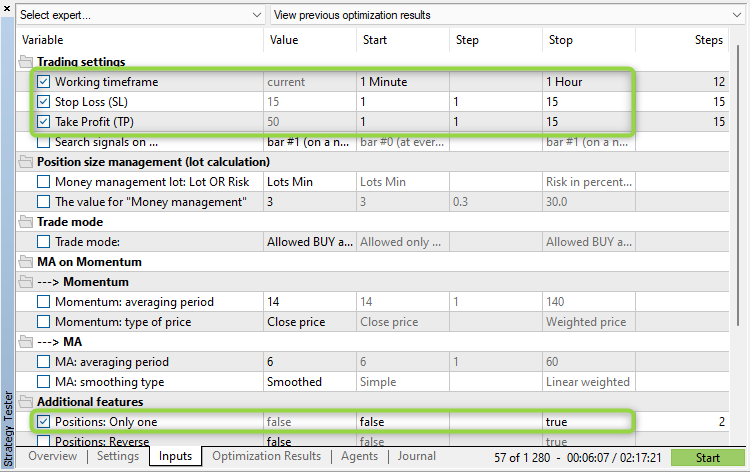 Select expert... View previous optimization results
Variable Value Start Step Stop Steps
Trading settings
Working timeframe current 1 Minute 1 Hour 12
Stop Loss (SL) 15 1 1 15 15
Take Profit (TP) 50 1 1 15 15
Search signals on ... bar #1 (on a n... bar #0 (at ever... bar #1 (on a n...
Position size management (lot calculation)
Money management lot: Lot OR Risk Lots Min Lots Min Risk in percent...
The value for "Money management" 3 3 0.3 30.0
Trade mode
Trade mode: Allowed BUY a... Allowed only ... Allowed BUY a...
MA on Momentum
---> Momentum
Momentum: averaging period 14 14 1 140
Momentum: type of price Close price Close price Weighted price
---> MA
MA: averaging period 6 6 1 60
MA: smoothing type Smoothed Simple Linear weighted
Additional features
Positions: Only one false false true 2
Positions: Reverse false false true
Overview Settings Inputs Optimization Results Agents Journal 57 of 1 280 - 00:06:07 / 02:17:21 Start
Strategy Tester